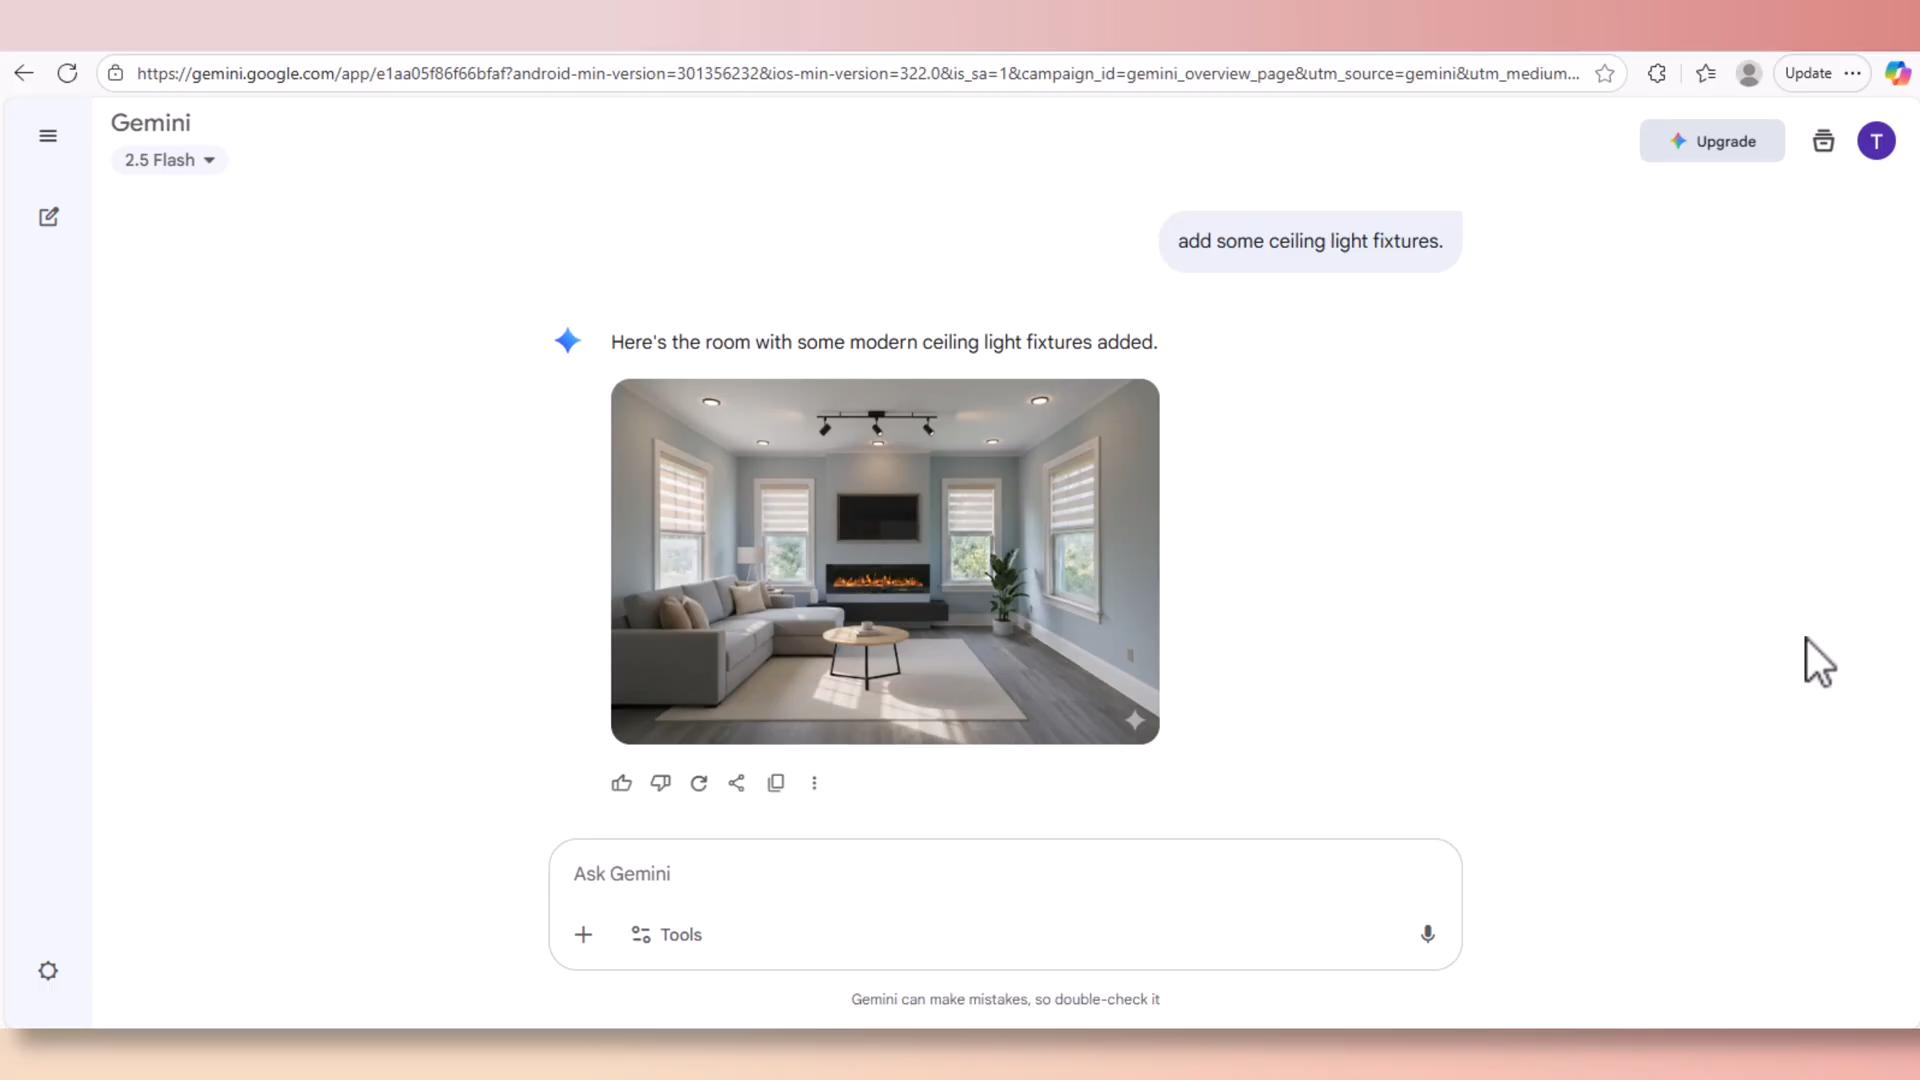 https://gemini.google.com/app/e1aa05f86f66bfaf?android-min-version=301356232&ios-min-version=322.0&is_sa=1&campaign_id=gemini_overview_page&utm_source=gemini&utm_medium...
Update
Gemini
2.5 Flash
Upgrade
T
add some ceiling light fixtures.
Here's the room with some modern ceiling light fixtures added.
Ask Gemini
Tools
Gemini can make mistakes, so double-check it